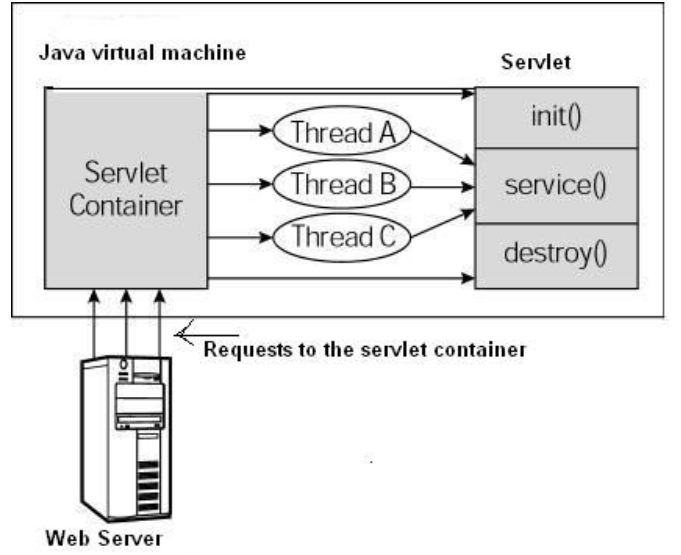 Java virtual machine
Servlet
init()
Thread A
Servlet
Container
Thread B
service()
Thread C
destroy()
Requests to the servlet container
Web Server